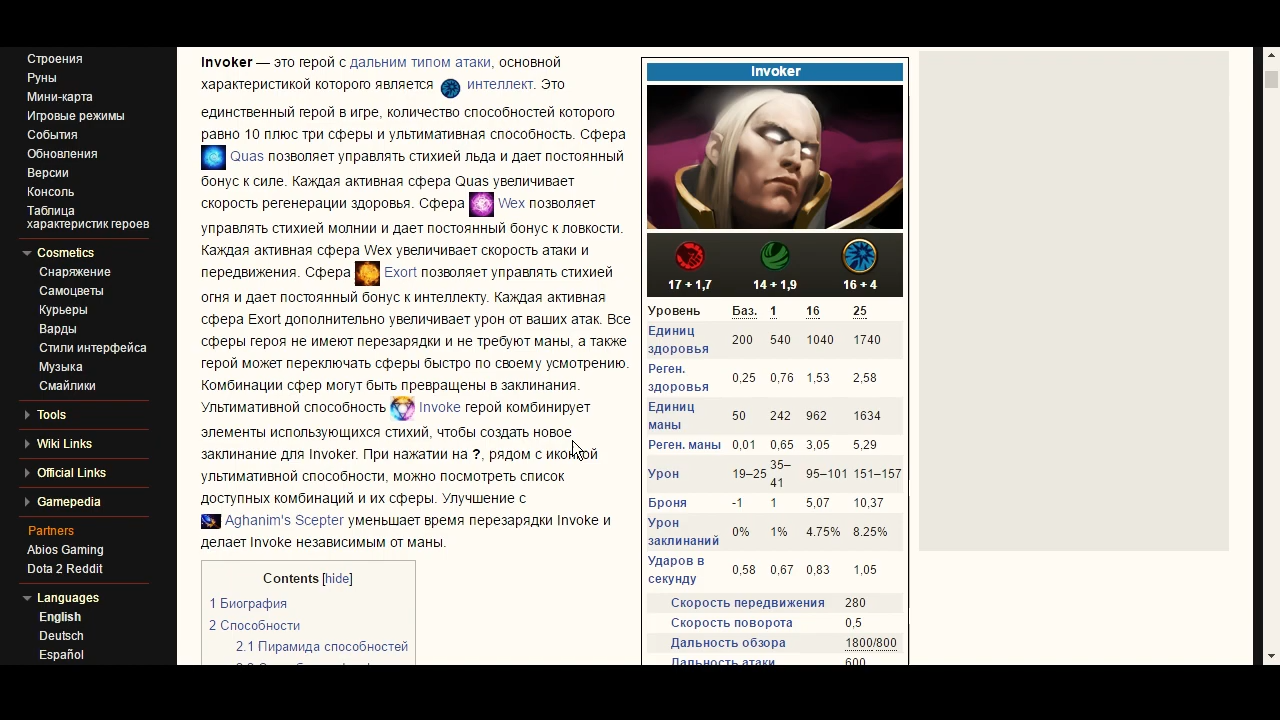 Строения
Руны
Мини-карта
Игровые режимы
События
Обновления
Версии
Консоль
Таблица
характеристик героев
Cosmetics
Снаряжение
Самоцветы
Курьеры
Варды
Стили интерфейса
Музыка
Смайлики
Tools
Wiki Links
Official Links
Gamepedia
Partners
Abios Gaming
Dota 2 Reddit
Languages
English
Deutsch
Español
Invoker — это герой с дальним типом атаки, основной
характеристикой которого является интеллект. Это
единственный герой в игре, количество способностей которого
равно 10 плюс три сферы и ультимативная способность. Сфера
Quas позволяет управлять стихией льда и дает постоянный
бонус к силе. Каждая активная сфера Quas увеличивает
скорость регенерации здоровья. Сфера Wex позволяет
управлять стихией молнии и дает постоянный бонус к ловкости.
Каждая активная сфера Wex увеличивает скорость атаки и
передвижения. Сфера Exort позволяет управлять стихией
огня и дает постоянный бонус к интеллекту. Каждая активная
сфера Exort дополнительно увеличивает урон от ваших атак. Все
сферы героя не имеют перезарядки и не требуют маны, а также
герой может переключать сферы быстро по своему усмотрению.
Комбинации сфер могут быть превращены в заклинания.
Ультимативной способность Invoke герой комбинирует
элементы использующихся стихий, чтобы создать новое
заклинание для Invoker. При нажатии на ?, рядом с иконкой
ультимативной способности, можно посмотреть список
доступных комбинаций и их сферы. Улучшение с
Aghanim's Scepter уменьшает время перезарядки Invoke и
делает Invoke независимым от маны.
Contents [hide]
1 Биография
2 Способности
2.1 Пирамида способностей
Invoker
17 + 1,7 14 + 1,9 16 + 4
Уровень Баз. 1 16 25
Единиц
здоровья 200 540 1040 1740
Реген.
здоровья 0,25 0,76 1,53 2,58
Единиц
маны 50 242 962 1634
Реген. маны 0,01 0,65 3,05 5,29
Урон 19–25 35–41 95–101 151–157
Броня -1 1 5,07 10,37
Урон
заклинаний 0% 1% 4.75% 8.25%
Ударов в
секунду 0,58 0,67 0,83 1,05
Скорость передвижения 280
Скорость поворота 0,5
Дальность обзора 1800/800
Дальность атаки 600